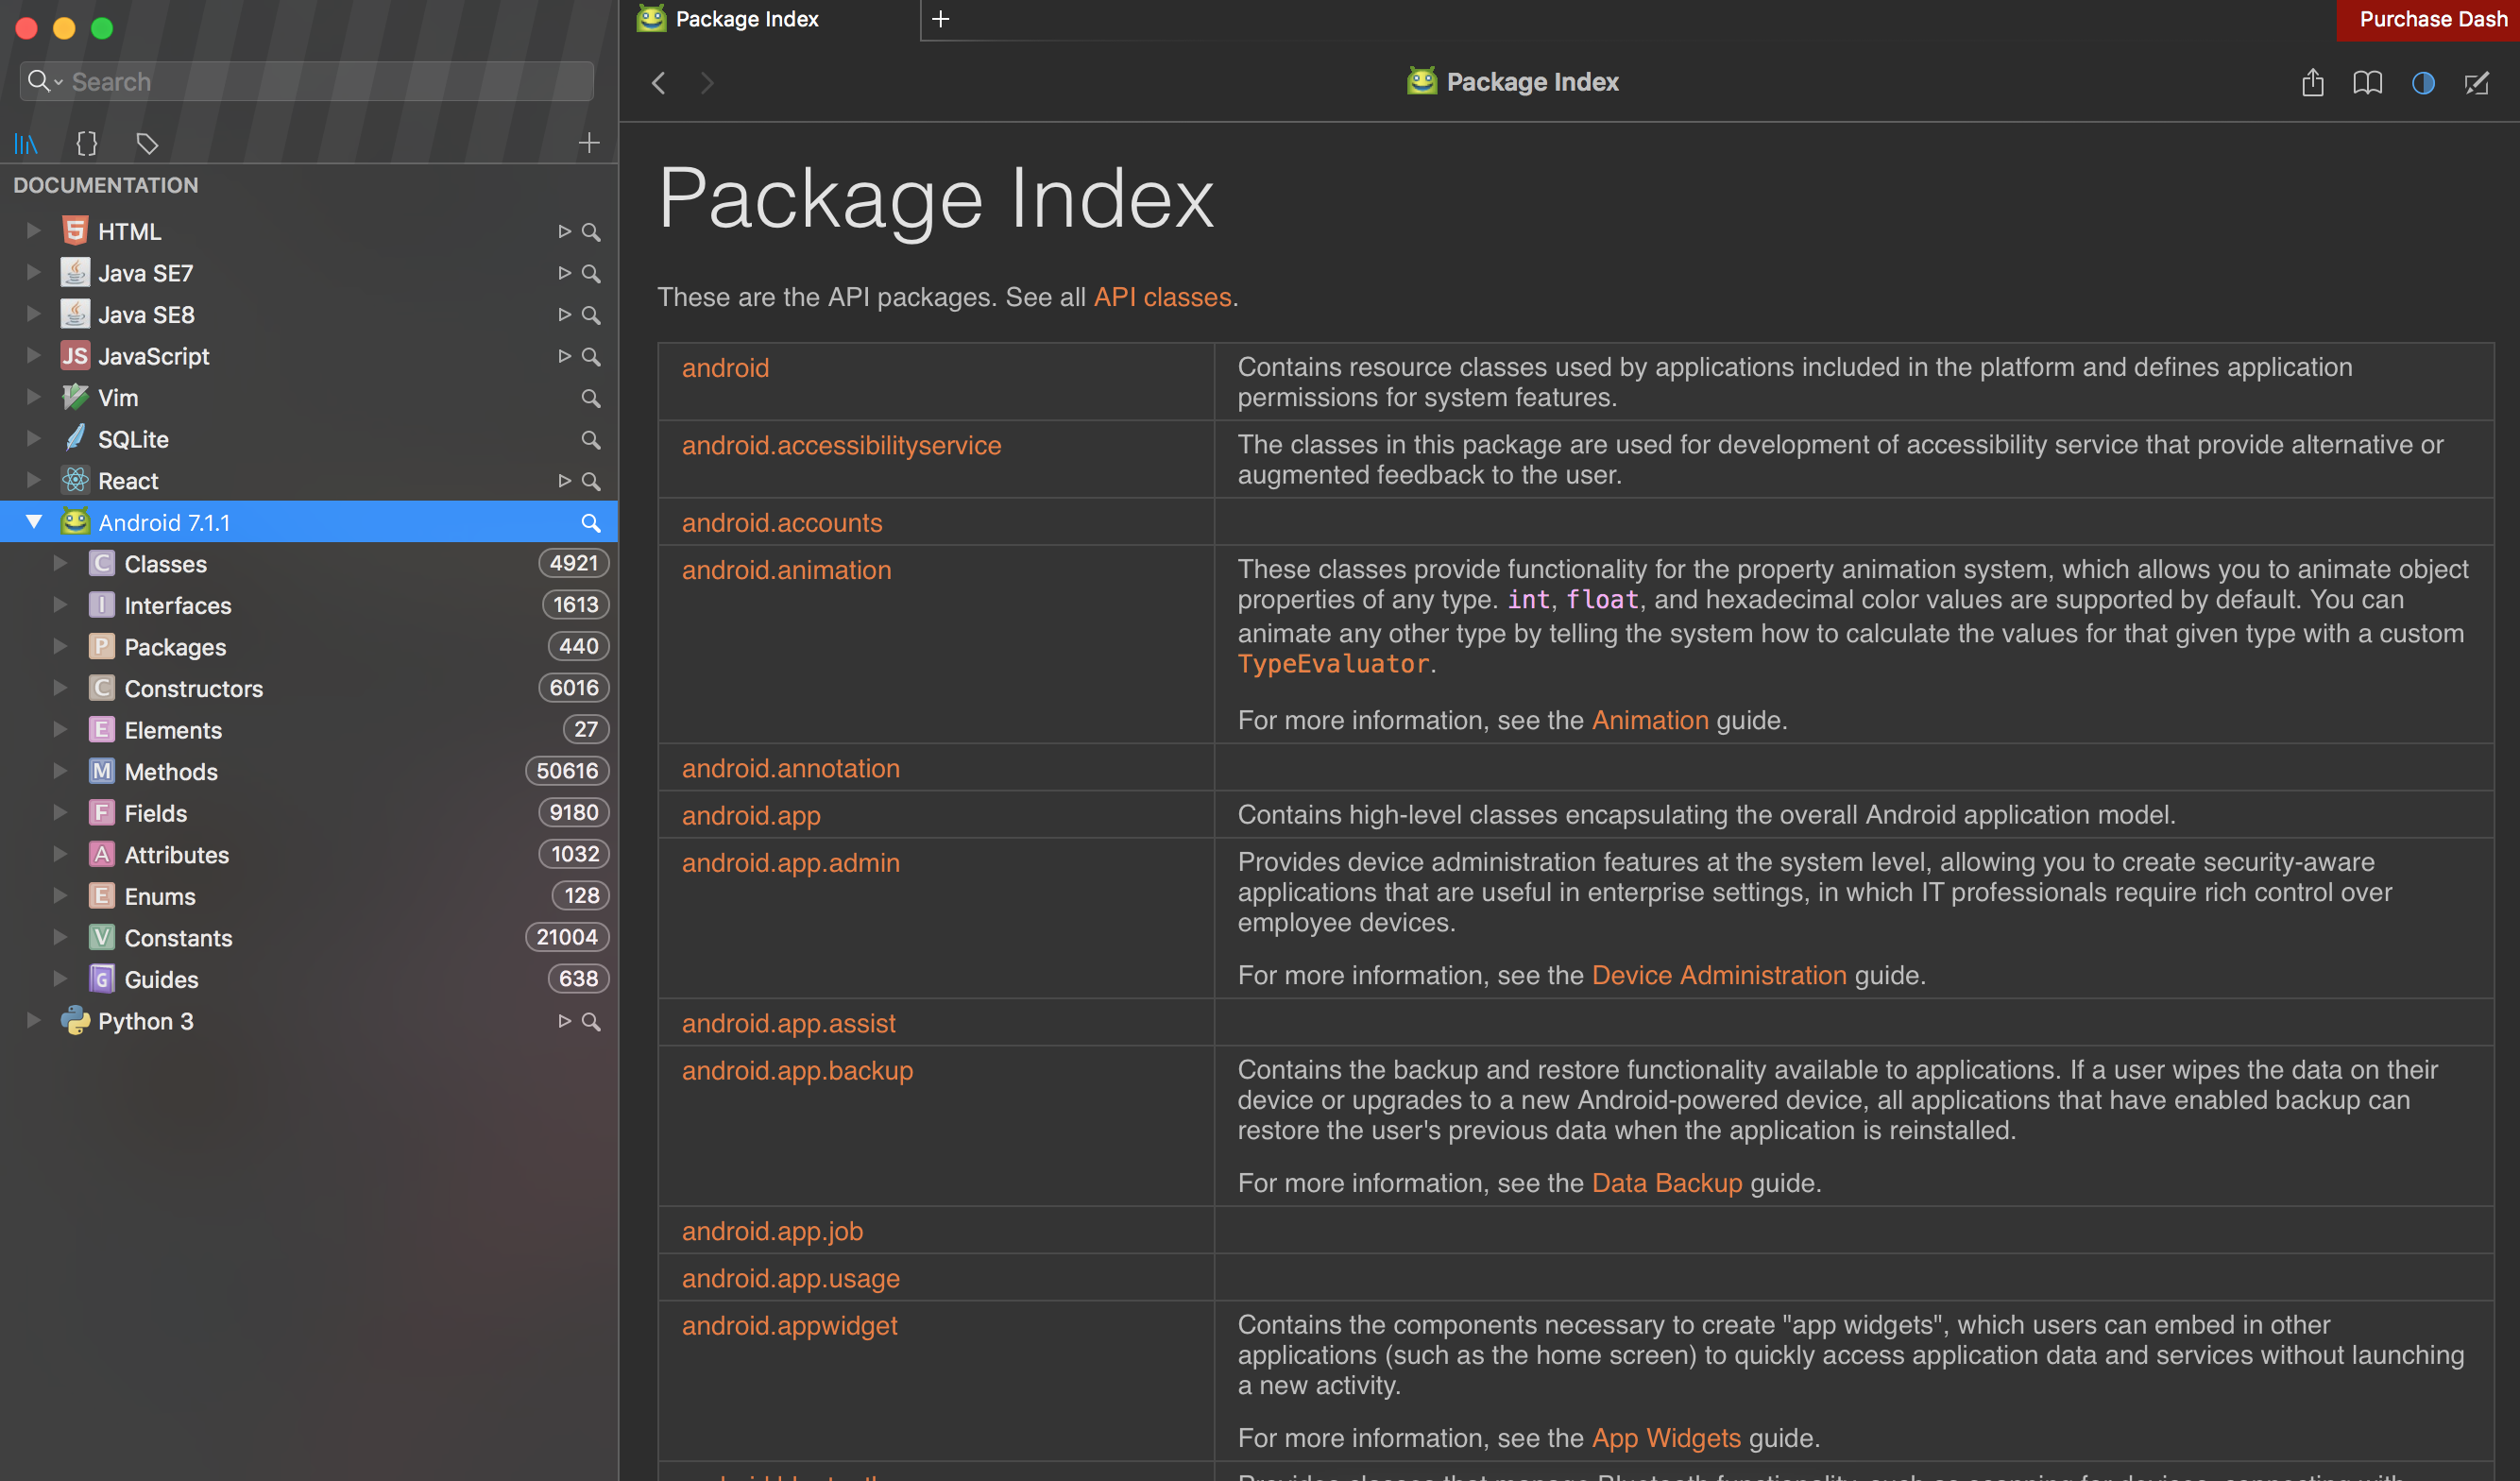 Package Index
Purchase Dash
Search
Package Index
DOCUMENTATION
HTML
Java SE7
Java SE8
JS JavaScript
Vim
SQLite
React
Android 7.1.1
C Classes 4921
I Interfaces 1613
P Packages 440
C Constructors 6016
E Elements 27
M Methods 50616
F Fields 9180
A Attributes 1032
E Enums 128
V Constants 21004
G Guides 638
Python 3
Package Index
These are the API packages. See all API classes.
android
Contains resource classes used by applications included in the platform and defines application
permissions for system features.
android.accessibilityservice
The classes in this package are used for development of accessibility service that provide alternative or
augmented feedback to the user.
android.accounts
android.animation
These classes provide functionality for the property animation system, which allows you to animate object
properties of any type. int, float, and hexadecimal color values are supported by default. You can
animate any other type by telling the system how to calculate the values for that given type with a custom
TypeEvaluator.
For more information, see the Animation guide.
android.annotation
android.app
Contains high-level classes encapsulating the overall Android application model.
android.app.admin
Provides device administration features at the system level, allowing you to create security-aware
applications that are useful in enterprise settings, in which IT professionals require rich control over
employee devices.
For more information, see the Device Administration guide.
android.app.assist
android.app.backup
Contains the backup and restore functionality available to applications. If a user wipes the data on their
device or upgrades to a new Android-powered device, all applications that have enabled backup can
restore the user's previous data when the application is reinstalled.
For more information, see the Data Backup guide.
android.app.job
android.app.usage
android.appwidget
Contains the components necessary to create "app widgets", which users can embed in other
applications (such as the home screen) to quickly access application data and services without launching
a new activity.
For more information, see the App Widgets guide.